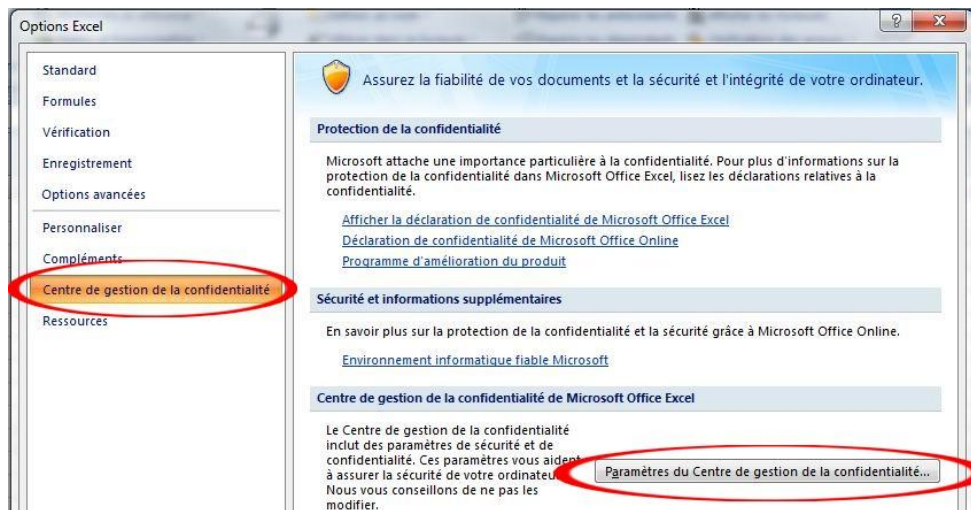 Options Excel
Standard
Formules
Vérification
Enregistrement
Options avancées
Personnaliser
Compléments
Centre de gestion de la confidentialité
Ressources
Assurez la fiabilité de vos documents et la sécurité et l'intégrité de votre ordinateur.
Protection de la confidentialité
Microsoft attache une importance particulière à la confidentialité. Pour plus d'informations sur la
protection de la confidentialité dans Microsoft Office Excel, lisez les déclarations relatives à la
confidentialité.
Afficher la déclaration de confidentialité de Microsoft Office Excel
Déclaration de confidentialité de Microsoft Office Online
Programme d'amélioration du produit
Sécurité et informations supplémentaires
En savoir plus sur la protection de la confidentialité et la sécurité grâce à Microsoft Office Online.
Environnement informatique fiable Microsoft
Centre de gestion de la confidentialité de Microsoft Office Excel
Le Centre de gestion de la confidentialité
inclut des paramètres de sécurité et de
confidentialité. Ces paramètres vous aident
à assurer la sécurité de votre ordinateur.
Nous vous conseillons de ne pas les
modifier.
Paramètres du Centre de gestion de la confidentialité...